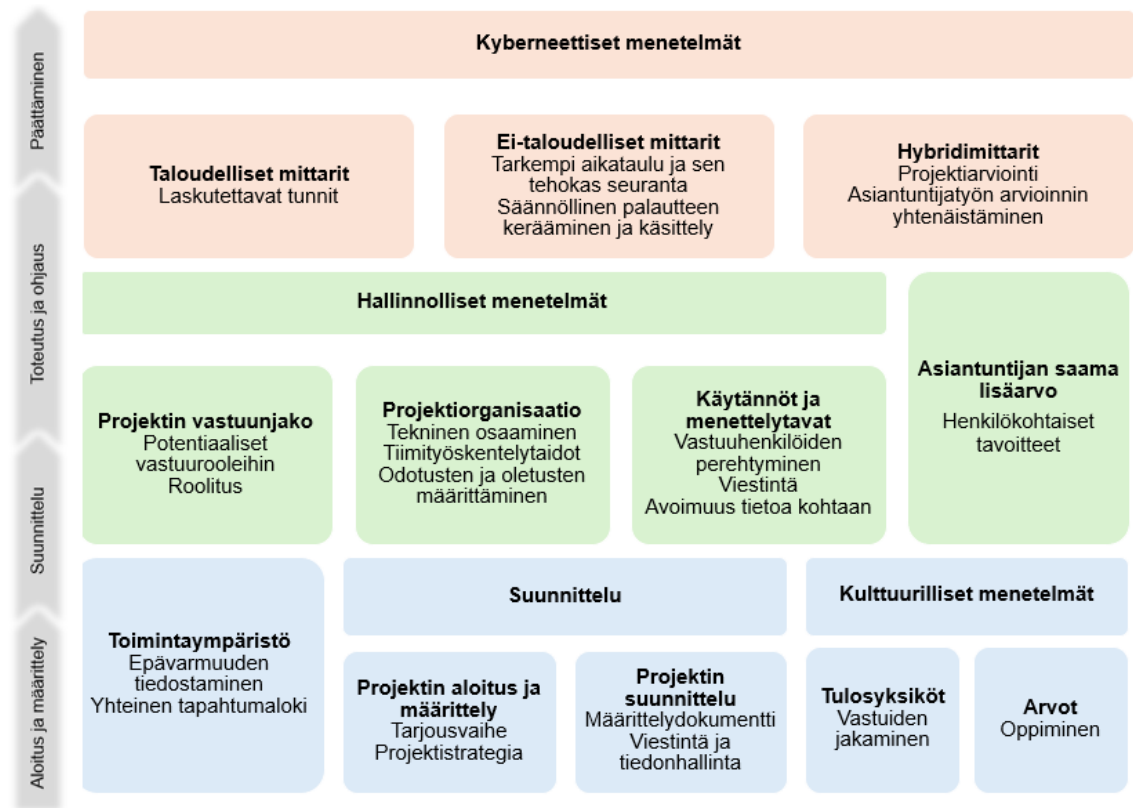 Päättäminen
Toteutus ja ohjaus
Suunnittelu
Aloitus ja määrittely
Kyberneettiset menetelmät
Taloudelliset mittarit
Laskutettavat tunnit
Ei-taloudelliset mittarit
Tarkempi aikataulu ja sen
tehokas seuranta
Säännöllinen palautteen
kerääminen ja käsittely
Hybridimittarit
Projektiarviointi
Asiantuntijatyön arvioinnin
yhtenäistäminen
Hallinnolliset menetelmät
Projektin vastuunjako
Potentiaaliset
vastuurooleihin
Roolitus
Projektiorganisaatio
Tekninen osaaminen
Tiimityöskentelytaidot
Odotusten ja oletusten
määrittäminen
Käytännöt ja
menettelytavat
Vastuuhenkilöiden
perehtyminen
Viestintä
Avoimuus tietoa kohtaan
Asiantuntijan saama
lisäarvo
Henkilökohtaiset
tavoitteet
Toimintaympäristö
Epävarmuuden
tiedostaminen
Yhteinen tapahtumaloki
Suunnittelu
Projektin aloitus ja
määrittely
Tarjousvaihe
Projektistrategia
Projektin
suunnittelu
Määrittelydokumentti
Viestintä ja
tiedonhallinta
Kulttuurilliset menetelmät
Tulosyksiköt
Vastuiden
jakaminen
Arvot
Oppiminen